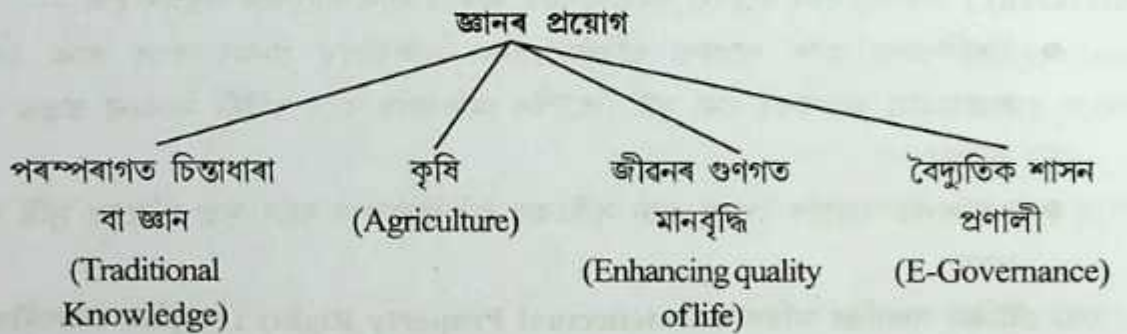 জ্ঞানৰ প্ৰয়োগ
পৰম্পৰাগত চিন্তাধাৰা
বা জ্ঞান
(Traditional
Knowledge)
কৃষি
(Agriculture)
জীৱনৰ গুণগত
মানবৃদ্ধি
(Enhancing quality
of life)
বৈদ্যুতিক শাসন
প্ৰণালী
(E-Governance)